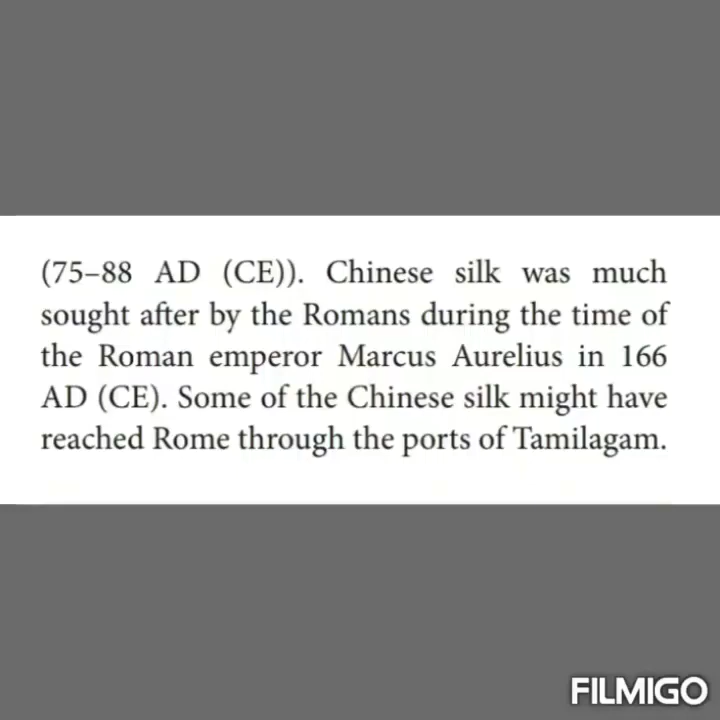 (75–88 AD (CE)). Chinese silk was much
sought after by the Romans during the time of
the Roman emperor Marcus Aurelius in 166
AD (CE). Some of the Chinese silk might have
reached Rome through the ports of Tamilagam.
FILMIGO